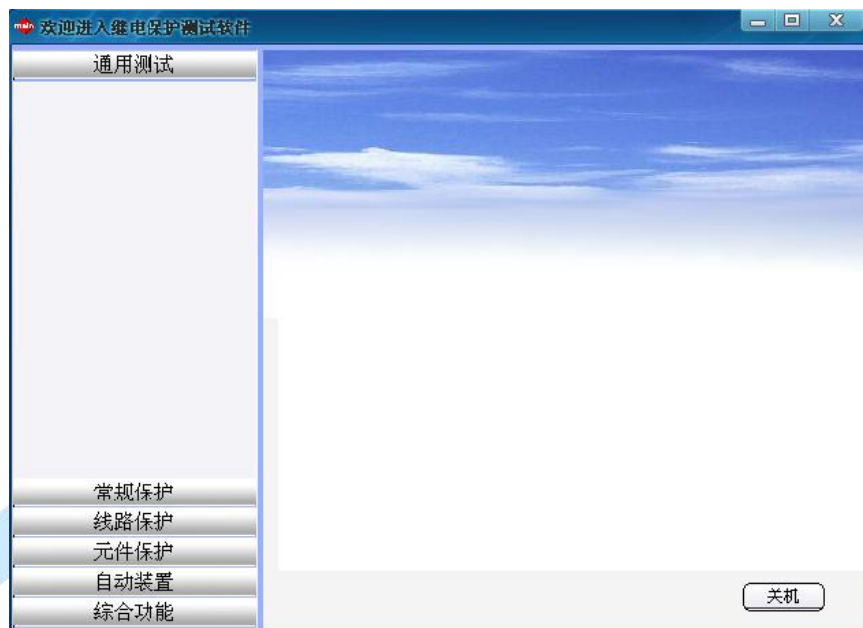 main 欢迎进入继电保护测试软件
通用测试
常规保护
线路保护
元件保护
自动装置
综合功能
关机